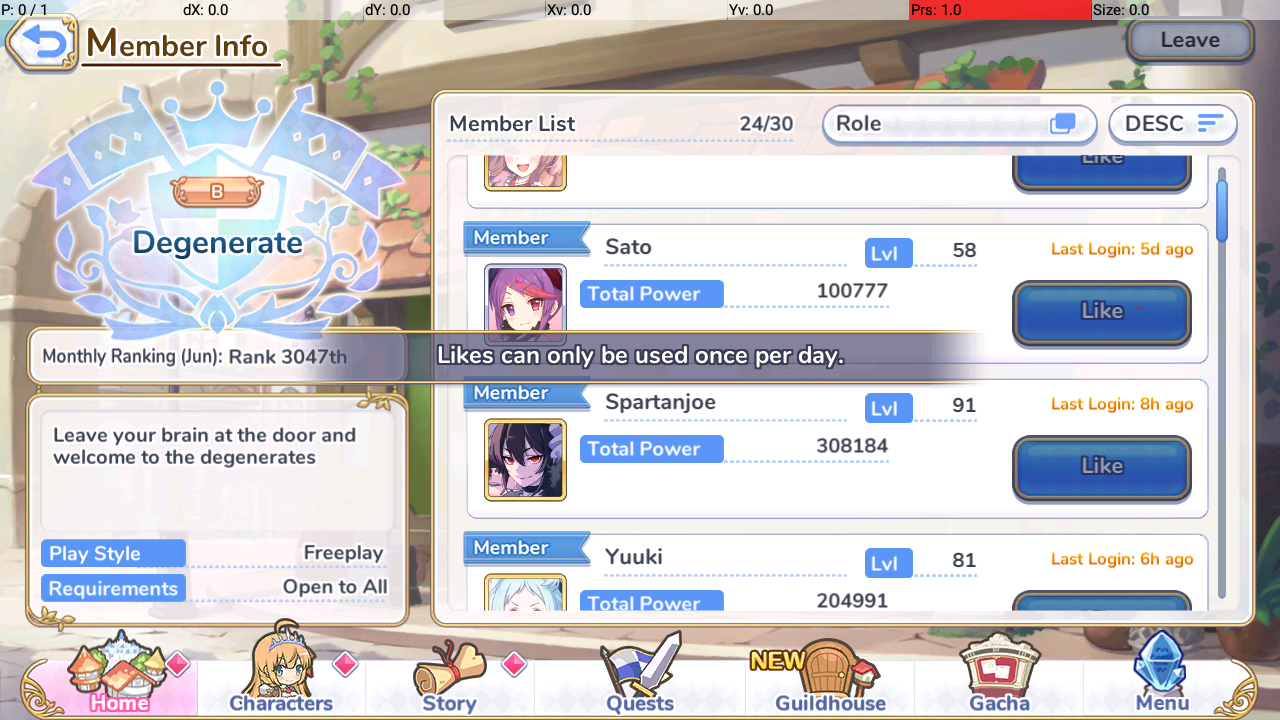 P: 0 / 1 dX: 0.0 dY: 0.0 Xv: 0.0 Yv: 0.0 Prs: 1.0 Size: 0.0
Member Info
Leave
B
Degenerate
Monthly Ranking (Jun): Rank 3047th
Leave your brain at the door and
welcome to the degenerates
Play Style Freeplay
Requirements Open to All
Member List 24/30 Role DESC
Like
Member Sato Lvl 58 Last Login: 5d ago
Total Power 100777
Like
Likes can only be used once per day.
Member Spartanjoe Lvl 91 Last Login: 8h ago
Total Power 308184
Like
Member Yuuki Lvl 81 Last Login: 6h ago
Total Power 204991
Home Characters Story Quests NEW Guildhouse Gacha Menu